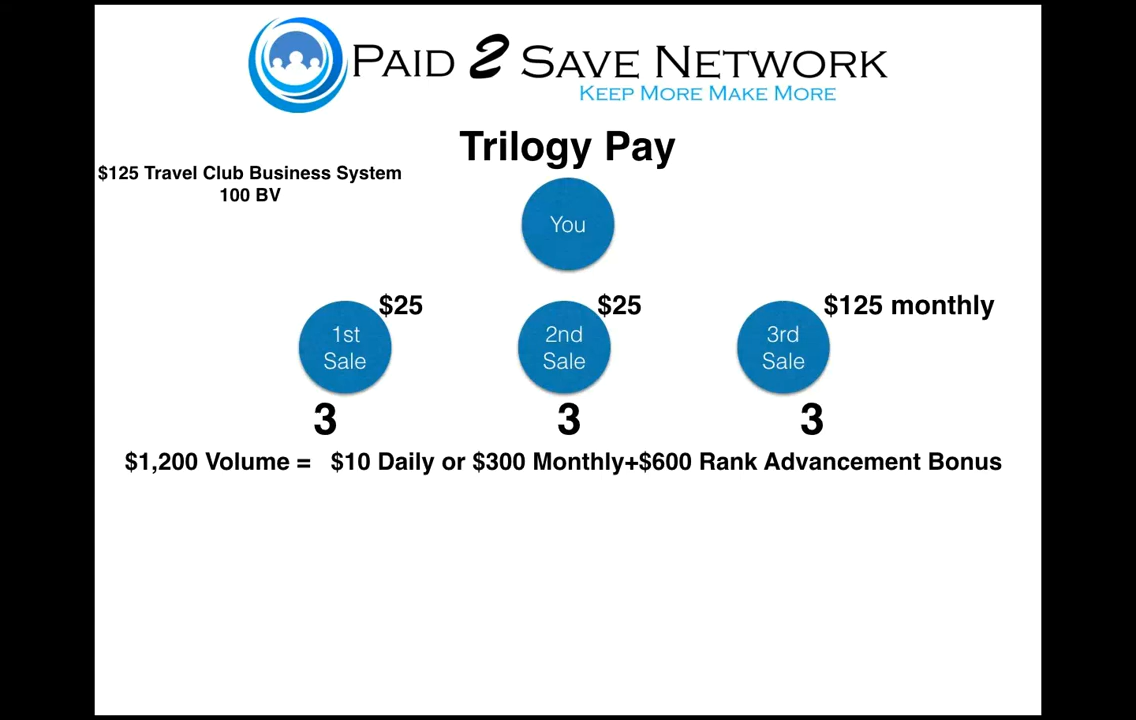 PAID 2 SAVE NETWORK
KEEP MORE MAKE MORE
Trilogy Pay
$125 Travel Club Business System
100 BV
You
$25
$25
$125 monthly
1st
Sale
2nd
Sale
3rd
Sale
3
3
3
$1,200 Volume = $10 Daily or $300 Monthly+$600 Rank Advancement Bonus